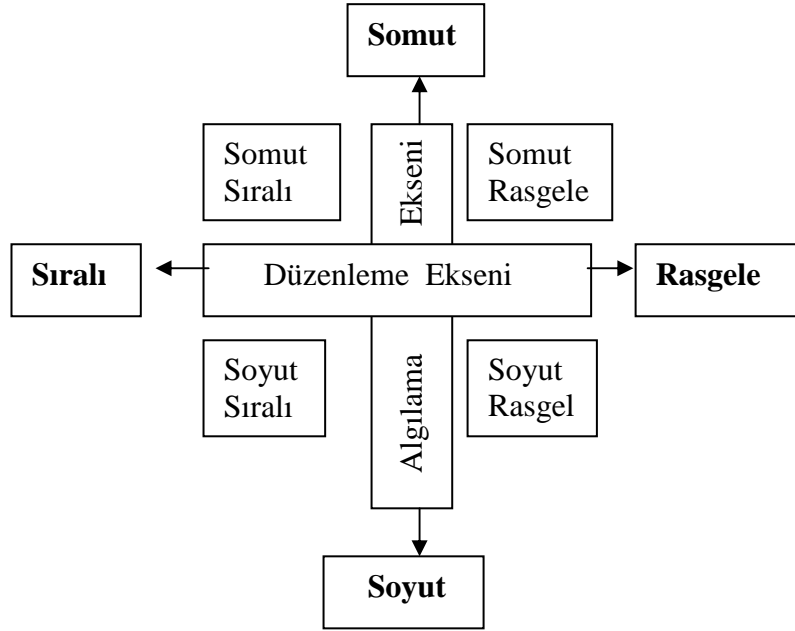 Somut
Somut
Sıralı
Ekseni
Somut
Rasgele
Sıralı
Düzenleme Ekseni
Rasgele
Soyut
Sıralı
Algılama
Soyut
Rasgel
Soyut